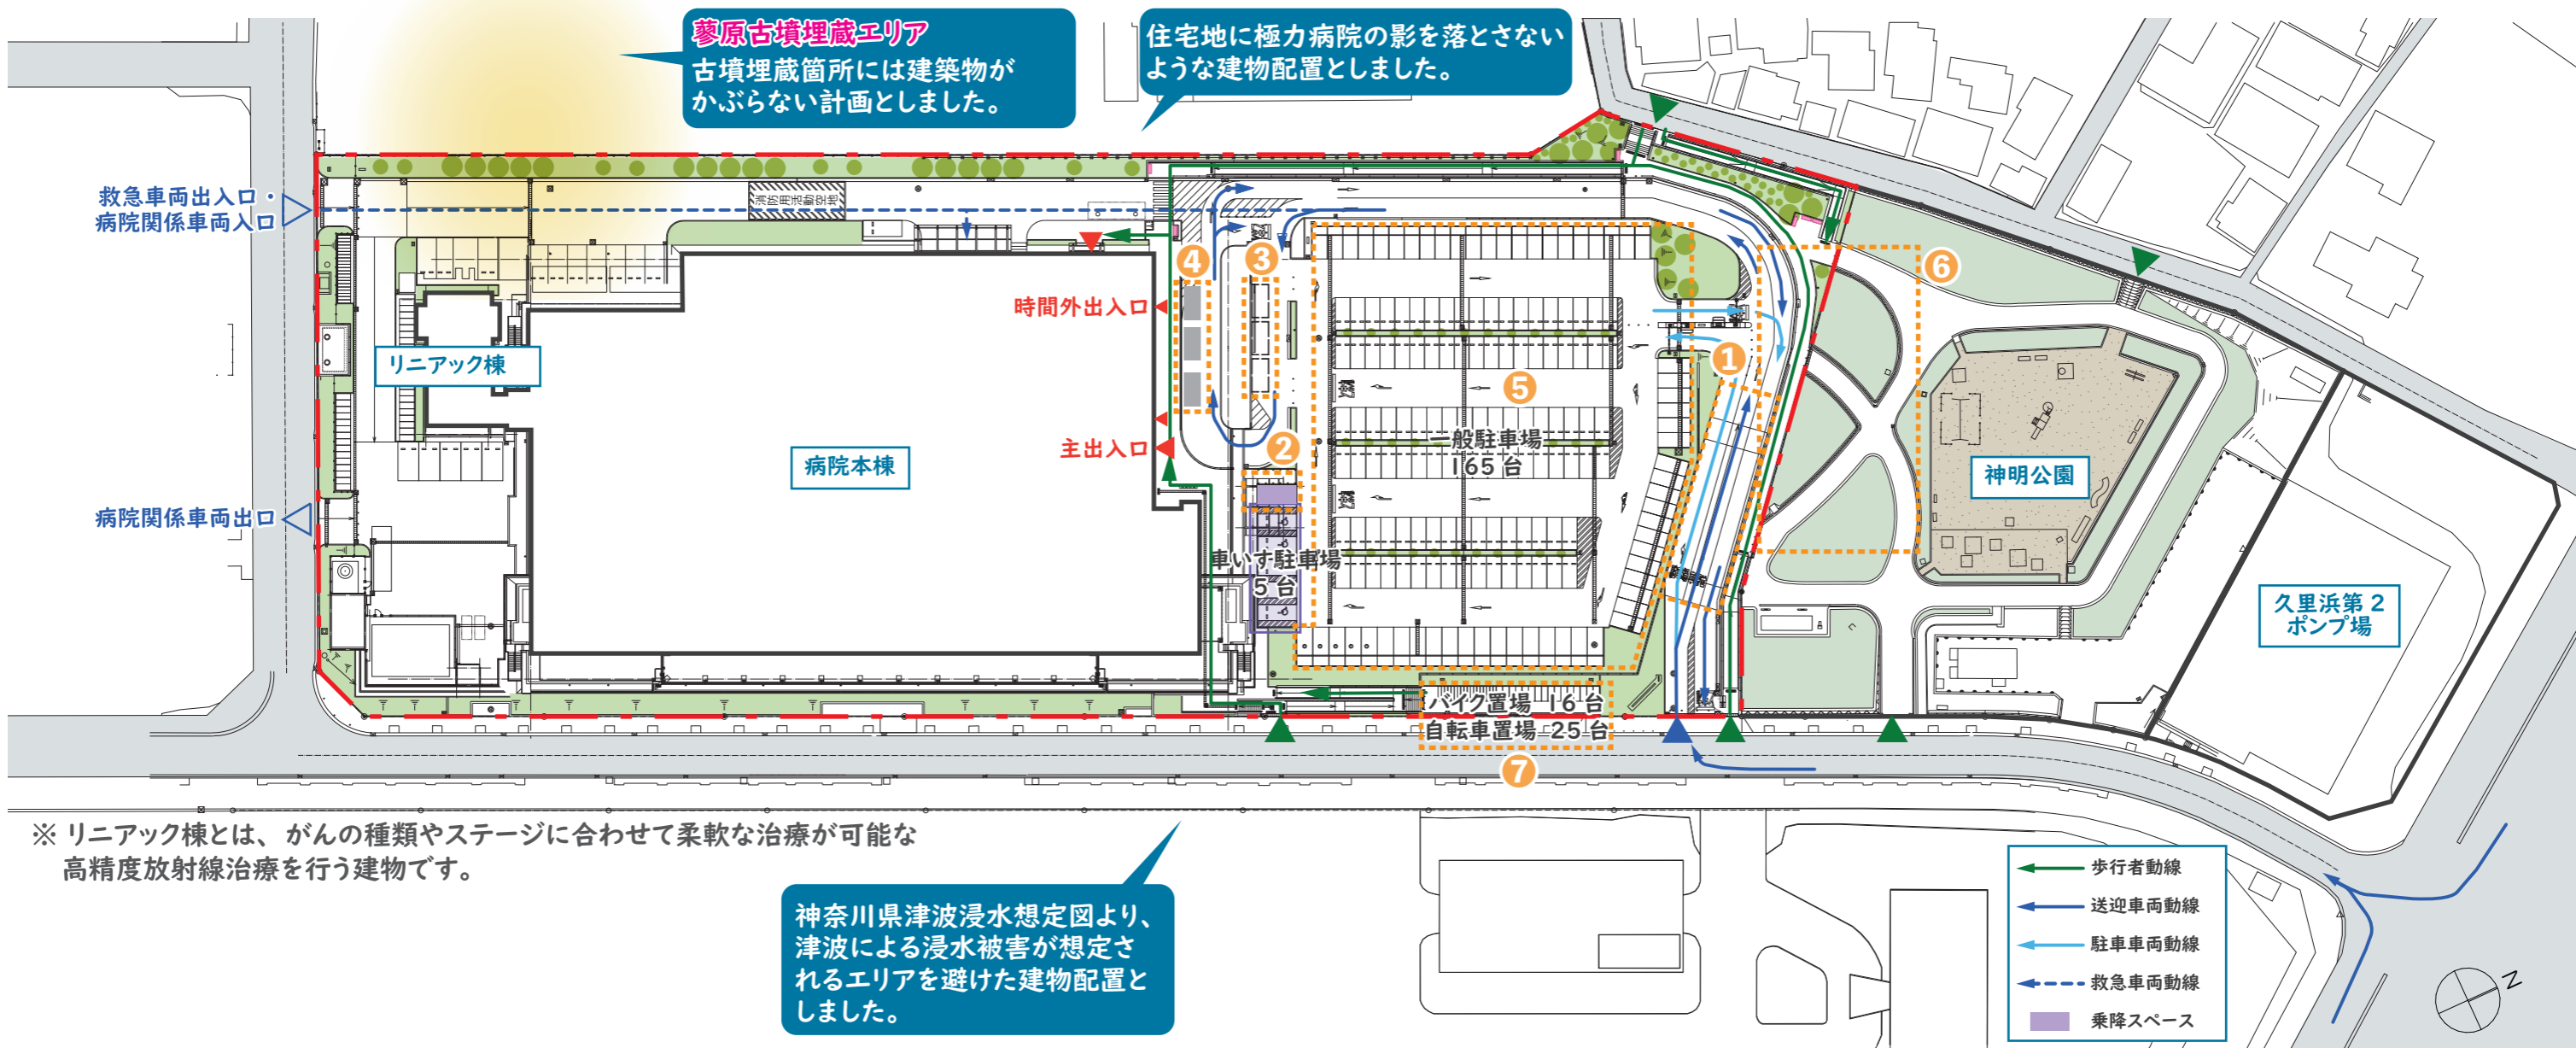 蓼原古墳埋蔵エリア
古墳埋蔵箇所には建築物が
かぶらない計画としました。
住宅地に極力病院の影を落とさない
ような建物配置としました。
救急車両出入口・
病院関係車両入口
消防用活動空地
④
③
⑥
時間外出入口
リニアック棟
①
⑤
主出入口
②
一般駐車場
165 台
病院本棟
神明公園
病院関係車両出口
車いす駐車場
5 台
久里浜第 2
ポンプ場
バイク置場 16 台
自転車置場 25 台
⑦
※ リニアック棟とは、がんの種類やステージに合わせて柔軟な治療が可能な
高精度放射線治療を行う建物です。
神奈川県津波浸水想定図より、
津波による浸水被害が想定さ
れるエリアを避けた建物配置と
しました。
歩行者動線
送迎車両動線
駐車車両動線
救急車両動線
乗降スペース
N